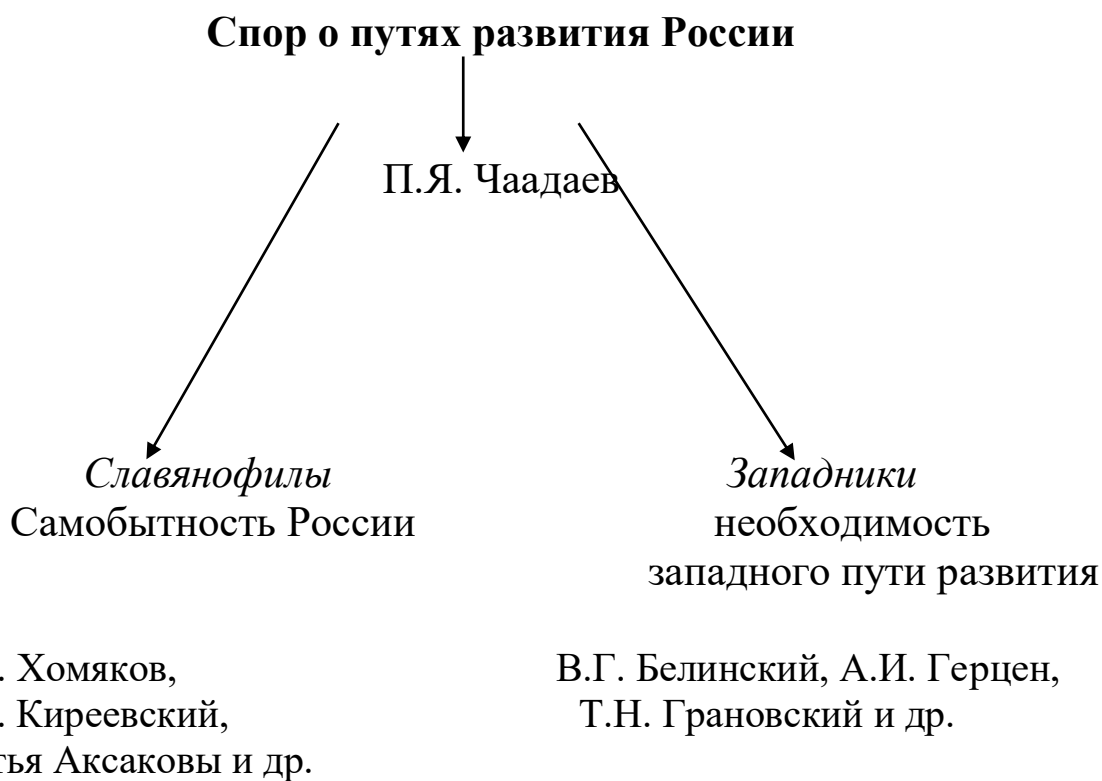 Спор о путях развития России
П.Я. Чаадаев
Славянофилы
Самобытность России
. Хомяков,
. Киреевский,
тья Аксаковы и др.
Западники
необходимость
западного пути развития
В.Г. Белинский, А.И. Герцен,
Т.Н. Грановский и др.